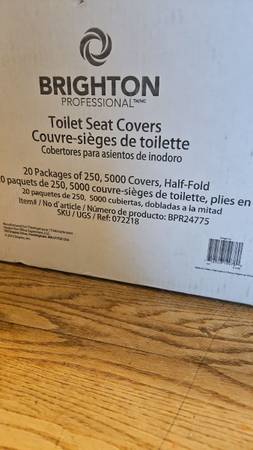 BRIGHTON
PROFESSIONAL
Toilet Seat Covers
Couvre-sièges de toilette
Cobertores para asientos de inodoro
20 Packages of 250, 5000 Covers, Half-Fold
0 paquets de 250, 5000 couvre-sièges de toilette, plies en
20 paquetes de 250, 5000 cubiertas, dobladas a la mitad
Item# / No d'article / Número de producto: BPR24775
SKU / UGS / Ref: 072218